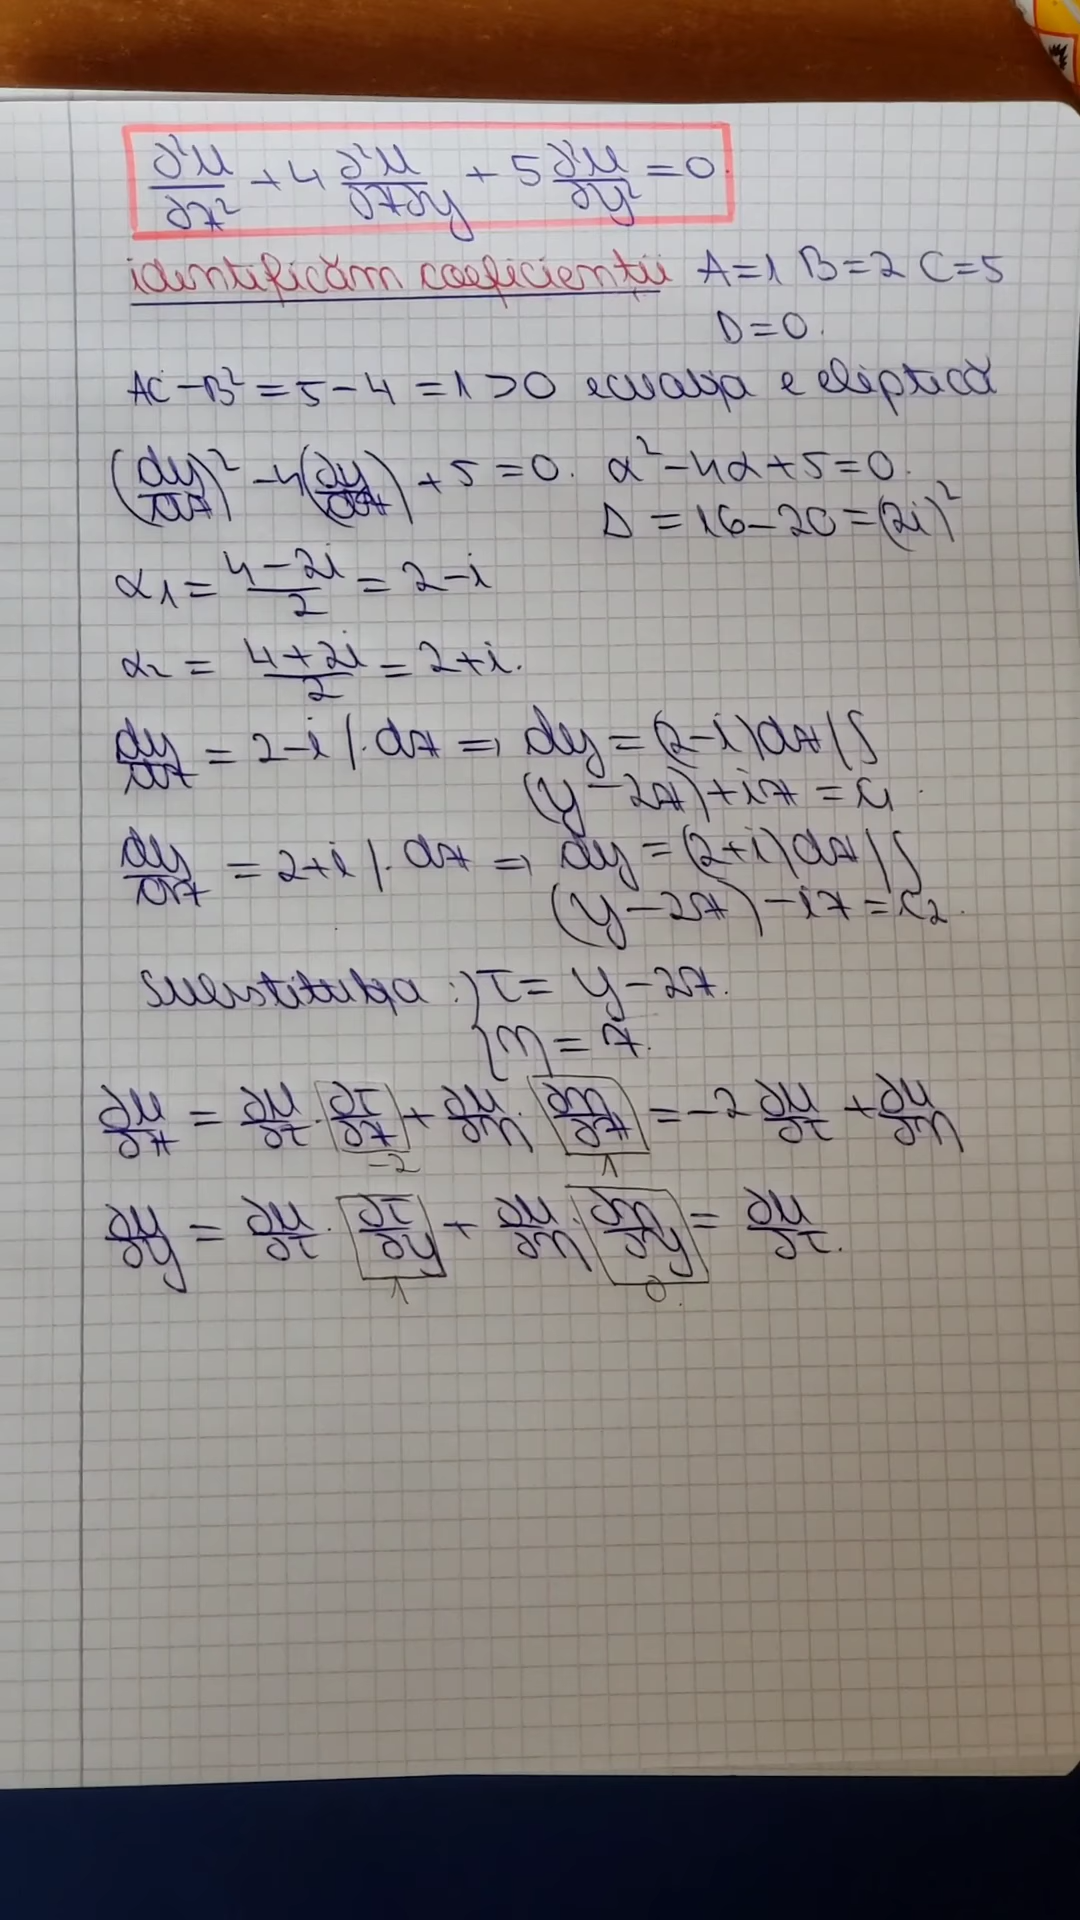 ∂²u/∂x² + 4 ∂²u/∂x∂y + 5 ∂²u/∂y² = 0.
identificăm coeficienții A=1 B=2 C=5
D=0.
AC − B² = 5 − 4 = 1 > 0 ecuația e eliptică
(dy/dx)² − 4(dy/dx) + 5 = 0. α² − 4α + 5 = 0.
Δ = 16 − 20 = (2i)²
α₁ = (4 − 2i)/2 = 2 − i
α₂ = (4 + 2i)/2 = 2 + i.
dy/dx = 2 − i /· dx ⇒ dy = (2 − i)dx /∫
(y − 2x) + ix = c₁.
dy/dx = 2 + i /· dx ⇒ dy = (2 + i)dx /∫
(y − 2x) − ix = c₂.
substituția : { τ = y − 2x.
{ η = x.
∂u/∂x = ∂u/∂τ · ∂τ/∂x + ∂u/∂η · ∂η/∂x = −2 ∂u/∂τ + ∂u/∂η
−2 1
∂u/∂y = ∂u/∂τ · ∂τ/∂y + ∂u/∂η · ∂η/∂y = ∂u/∂τ.
1 0.